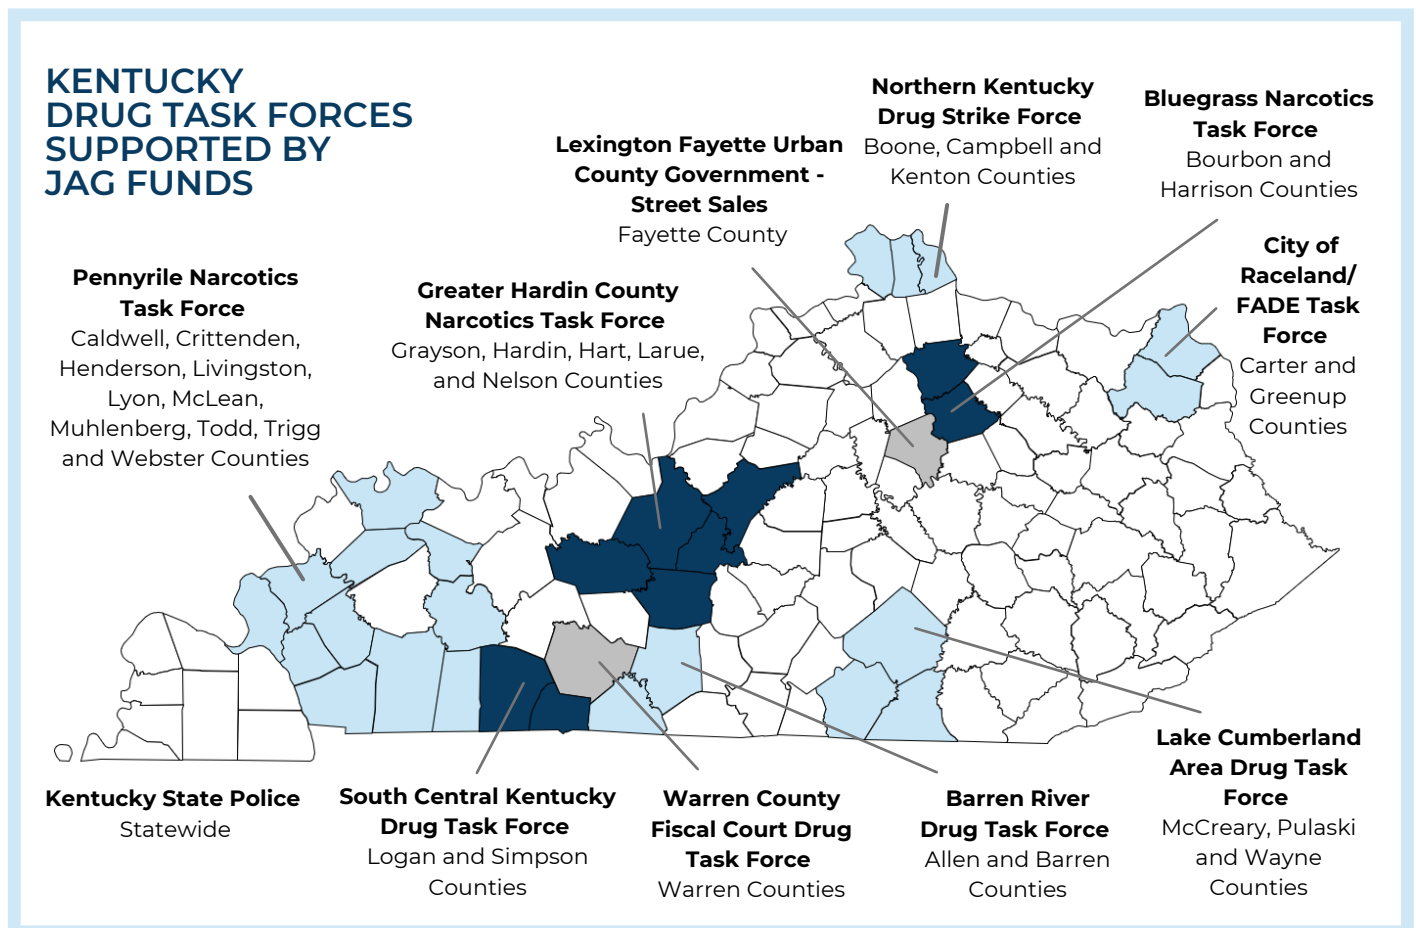 KENTUCKY
DRUG TASK FORCES
SUPPORTED BY
JAG FUNDS
Northern Kentucky
Drug Strike Force
Boone, Campbell and
Kenton Counties
Bluegrass Narcotics
Task Force
Bourbon and
Harrison Counties
Lexington Fayette Urban
County Government -
Street Sales
Fayette County
City of
Raceland/
FADE Task
Force
Carter and
Greenup
Counties
Pennyrile Narcotics
Task Force
Caldwell, Crittenden,
Henderson, Livingston,
Lyon, McLean,
Muhlenberg, Todd, Trigg
and Webster Counties
Greater Hardin County
Narcotics Task Force
Grayson, Hardin, Hart, Larue,
and Nelson Counties
Kentucky State Police
Statewide
South Central Kentucky
Drug Task Force
Logan and Simpson
Counties
Warren County
Fiscal Court Drug
Task Force
Warren Counties
Barren River
Drug Task Force
Allen and Barren
Counties
Lake Cumberland
Area Drug Task
Force
McCreary, Pulaski
and Wayne
Counties